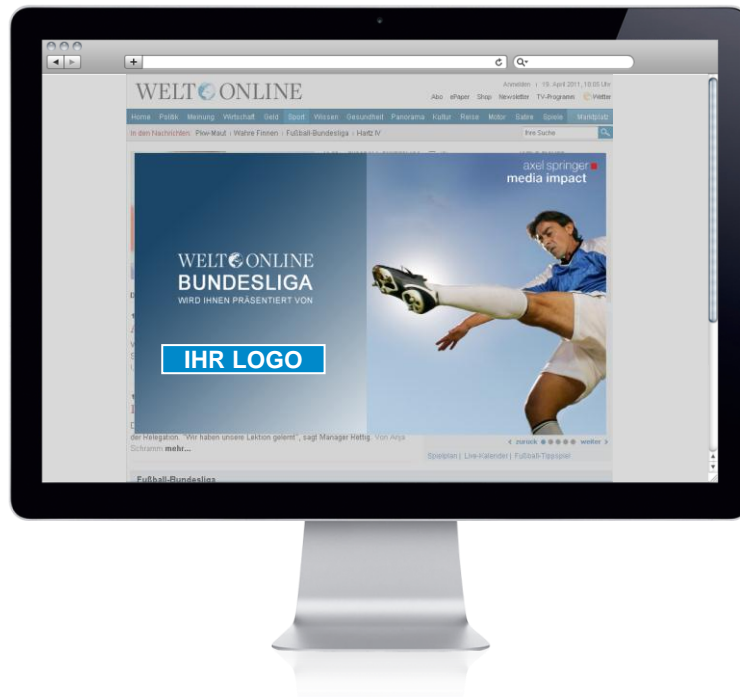 WELT ONLINE
Anmelden | 19. April 2011, 18:05 Uhr
Abo ePaper Shop Newsletter TV-Programm Wetter
Home Politik Meinung Wirtschaft Geld Sport Wissen Gesundheit Panorama Kultur Reise Motor Satire Spiele Marktplatz
In den Nachrichten: Pkw-Maut Wahre Finnen Fußball-Bundesliga Hartz IV
Ihre Suche
axel springer
media impact
WELT ONLINE
BUNDESLIGA
WIRD IHNEN PRÄSENTIERT VON
IHR LOGO
der Relegation. "Wir haben unsere Lektion gelernt", sagt Manager Hettig. Von Anja
Schramm mehr...
‹ zurück weiter ›
Spielplan | Live-Kalender | Fußball-Tippspiel
Fußball-Bundesliga